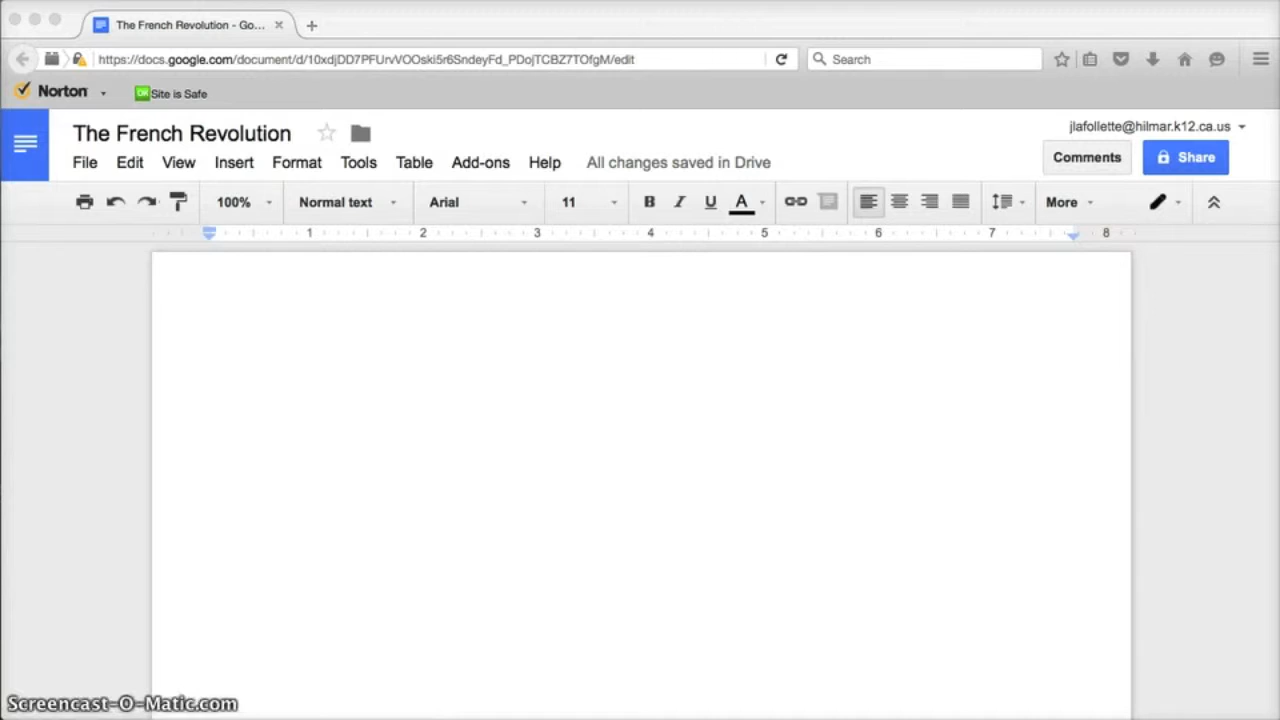 The French Revolution - Go...
https://docs.google.com/document/d/10xdjDD7PFUrvVOOski5r6SndeyFd_PDojTCBZ7TOfgM/edit
Search
Norton
OK Site is Safe
The French Revolution
jlafollette@hilmar.k12.ca.us
File Edit View Insert Format Tools Table Add-ons Help All changes saved in Drive
Comments Share
100% Normal text Arial 11 B I U A More
1 2 3 4 5 6 7 8
Screencast-O-Matic.com